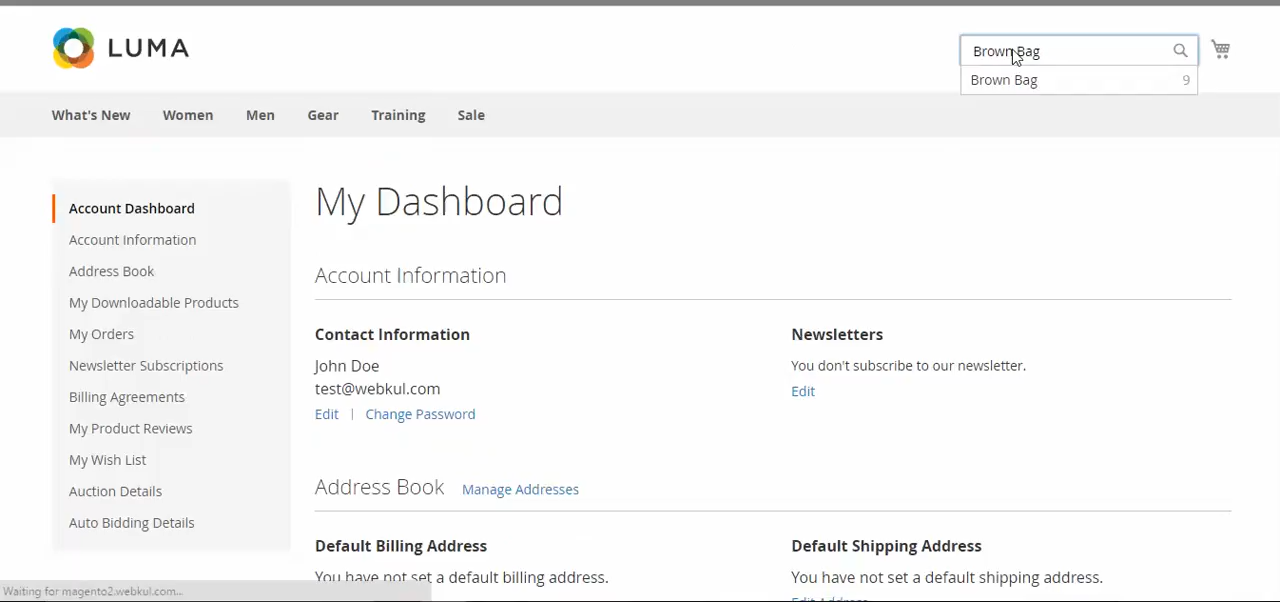 LUMA
Brown Bag
Brown Bag 9
What's New Women Men Gear Training Sale
Account Dashboard
Account Information
Address Book
My Downloadable Products
My Orders
Newsletter Subscriptions
Billing Agreements
My Product Reviews
My Wish List
Auction Details
Auto Bidding Details
My Dashboard
Account Information
Contact Information
John Doe
test@webkul.com
Edit | Change Password
Newsletters
You don't subscribe to our newsletter.
Edit
Address Book Manage Addresses
Default Billing Address
You have not set a default billing address.
Default Shipping Address
You have not set a default shipping address.
Edit Address
Waiting for magento2.webkul.com...